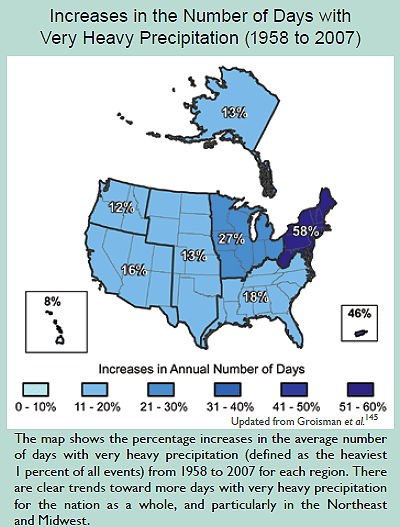 Increases in the Number of Days with
Very Heavy Precipitation (1958 to 2007)
13%
12%
16%
13%
27%
58%
18%
8%
46%
Increases in Annual Number of Days
0 - 10% 11 - 20% 21 - 30% 31 - 40% 41 - 50% 51 - 60%
Updated from Groisman et al.145
The map shows the percentage increases in the average number
of days with very heavy precipitation (defined as the heaviest
1 percent of all events) from 1958 to 2007 for each region. There
are clear trends toward more days with very heavy precipitation
for the nation as a whole, and particularly in the Northeast
and Midwest.